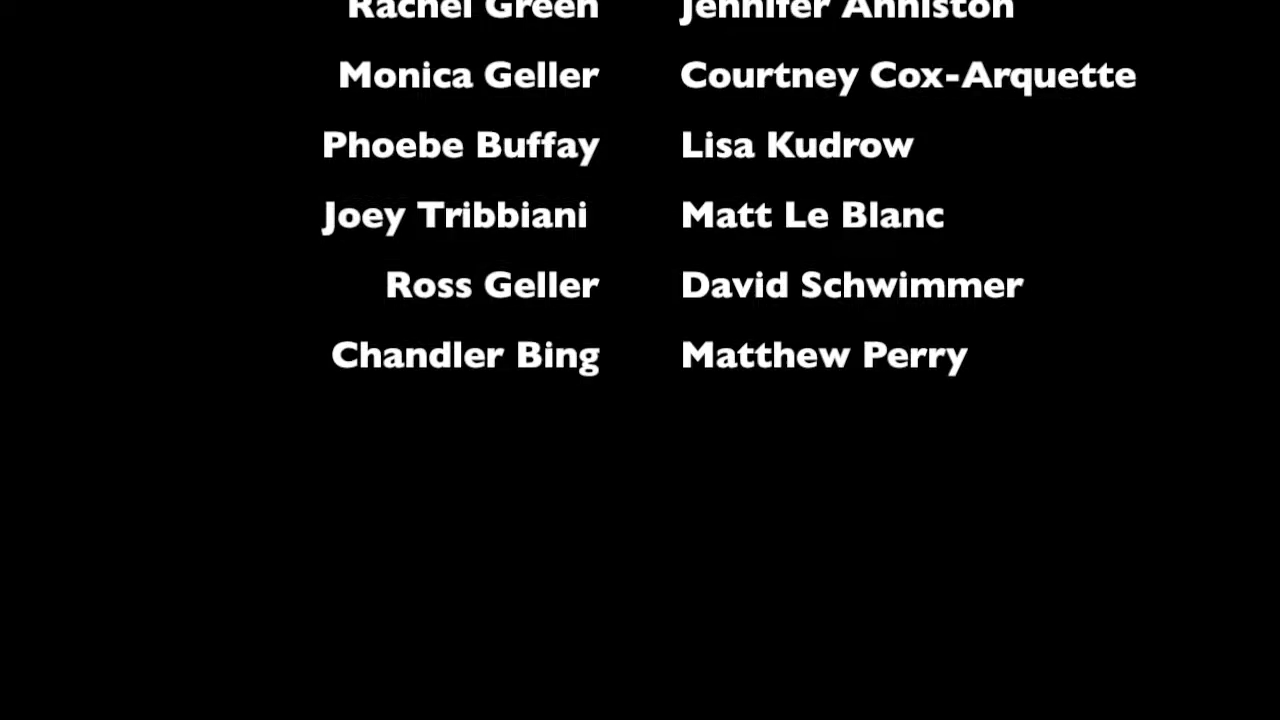 Rachel Green Jennifer Anniston
Monica Geller Courtney Cox-Arquette
Phoebe Buffay Lisa Kudrow
Joey Tribbiani Matt Le Blanc
Ross Geller David Schwimmer
Chandler Bing Matthew Perry